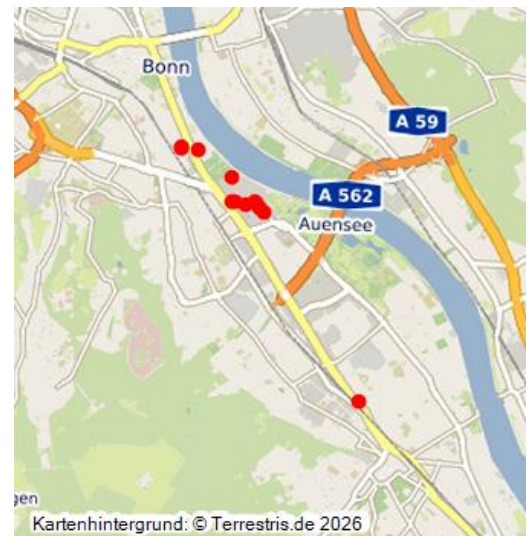 Bonn
A 59
A 562
Auensee
gen
Kartenhintergrund: © Terrestris.de 2026